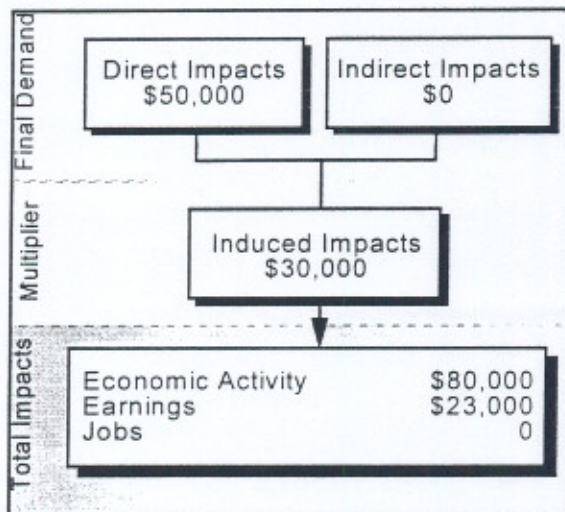 Final Demand
Direct Impacts
$50,000
Indirect Impacts
$0
Multiplier
Induced Impacts
$30,000
Total Impacts
Economic Activity $80,000
Earnings $23,000
Jobs 0